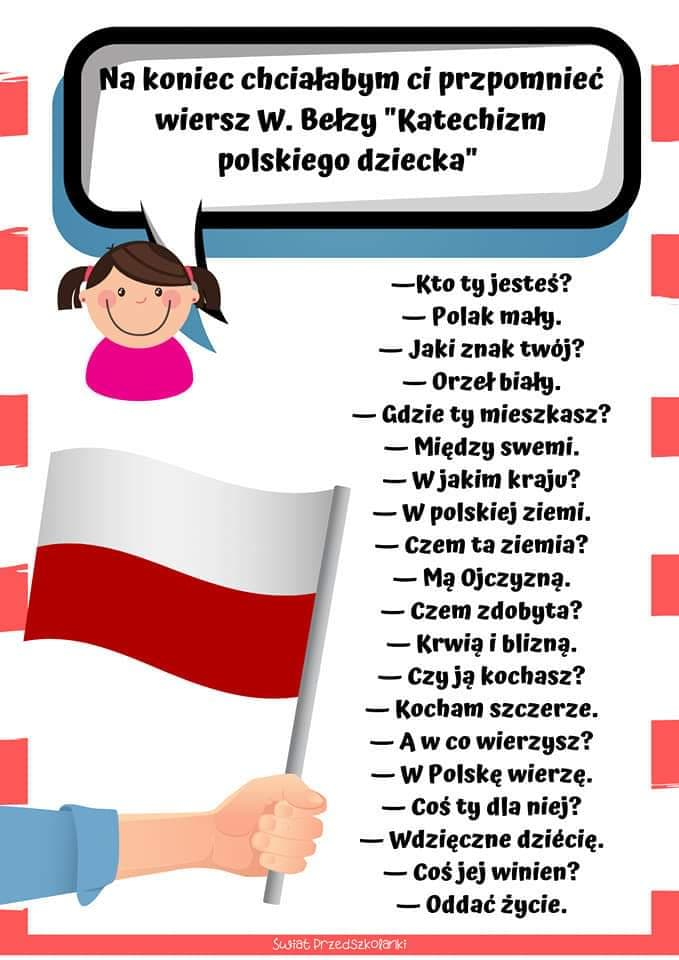 Na koniec chciałabym ci przpomnieć
wiersz W. Bełzy "Katechizm
polskiego dziecka"
—Kto ty jesteś?
— Polak mały.
— Jaki znak twój?
— Orzeł biały.
— Gdzie ty mieszkasz?
— Między swemi.
— W jakim kraju?
— W polskiej ziemi.
— Czem ta ziemia?
— Mą Ojczyzną.
— Czem zdobyta?
— Krwią i blizną.
— Czy ją kochasz?
— Kocham szczerze.
— A w co wierzysz?
— W Polskę wierzę.
— Coś ty dla niej?
— Wdzięczne dziécię.
— Coś jej winien?
— Oddać życie.
Świat Przedszkolanki